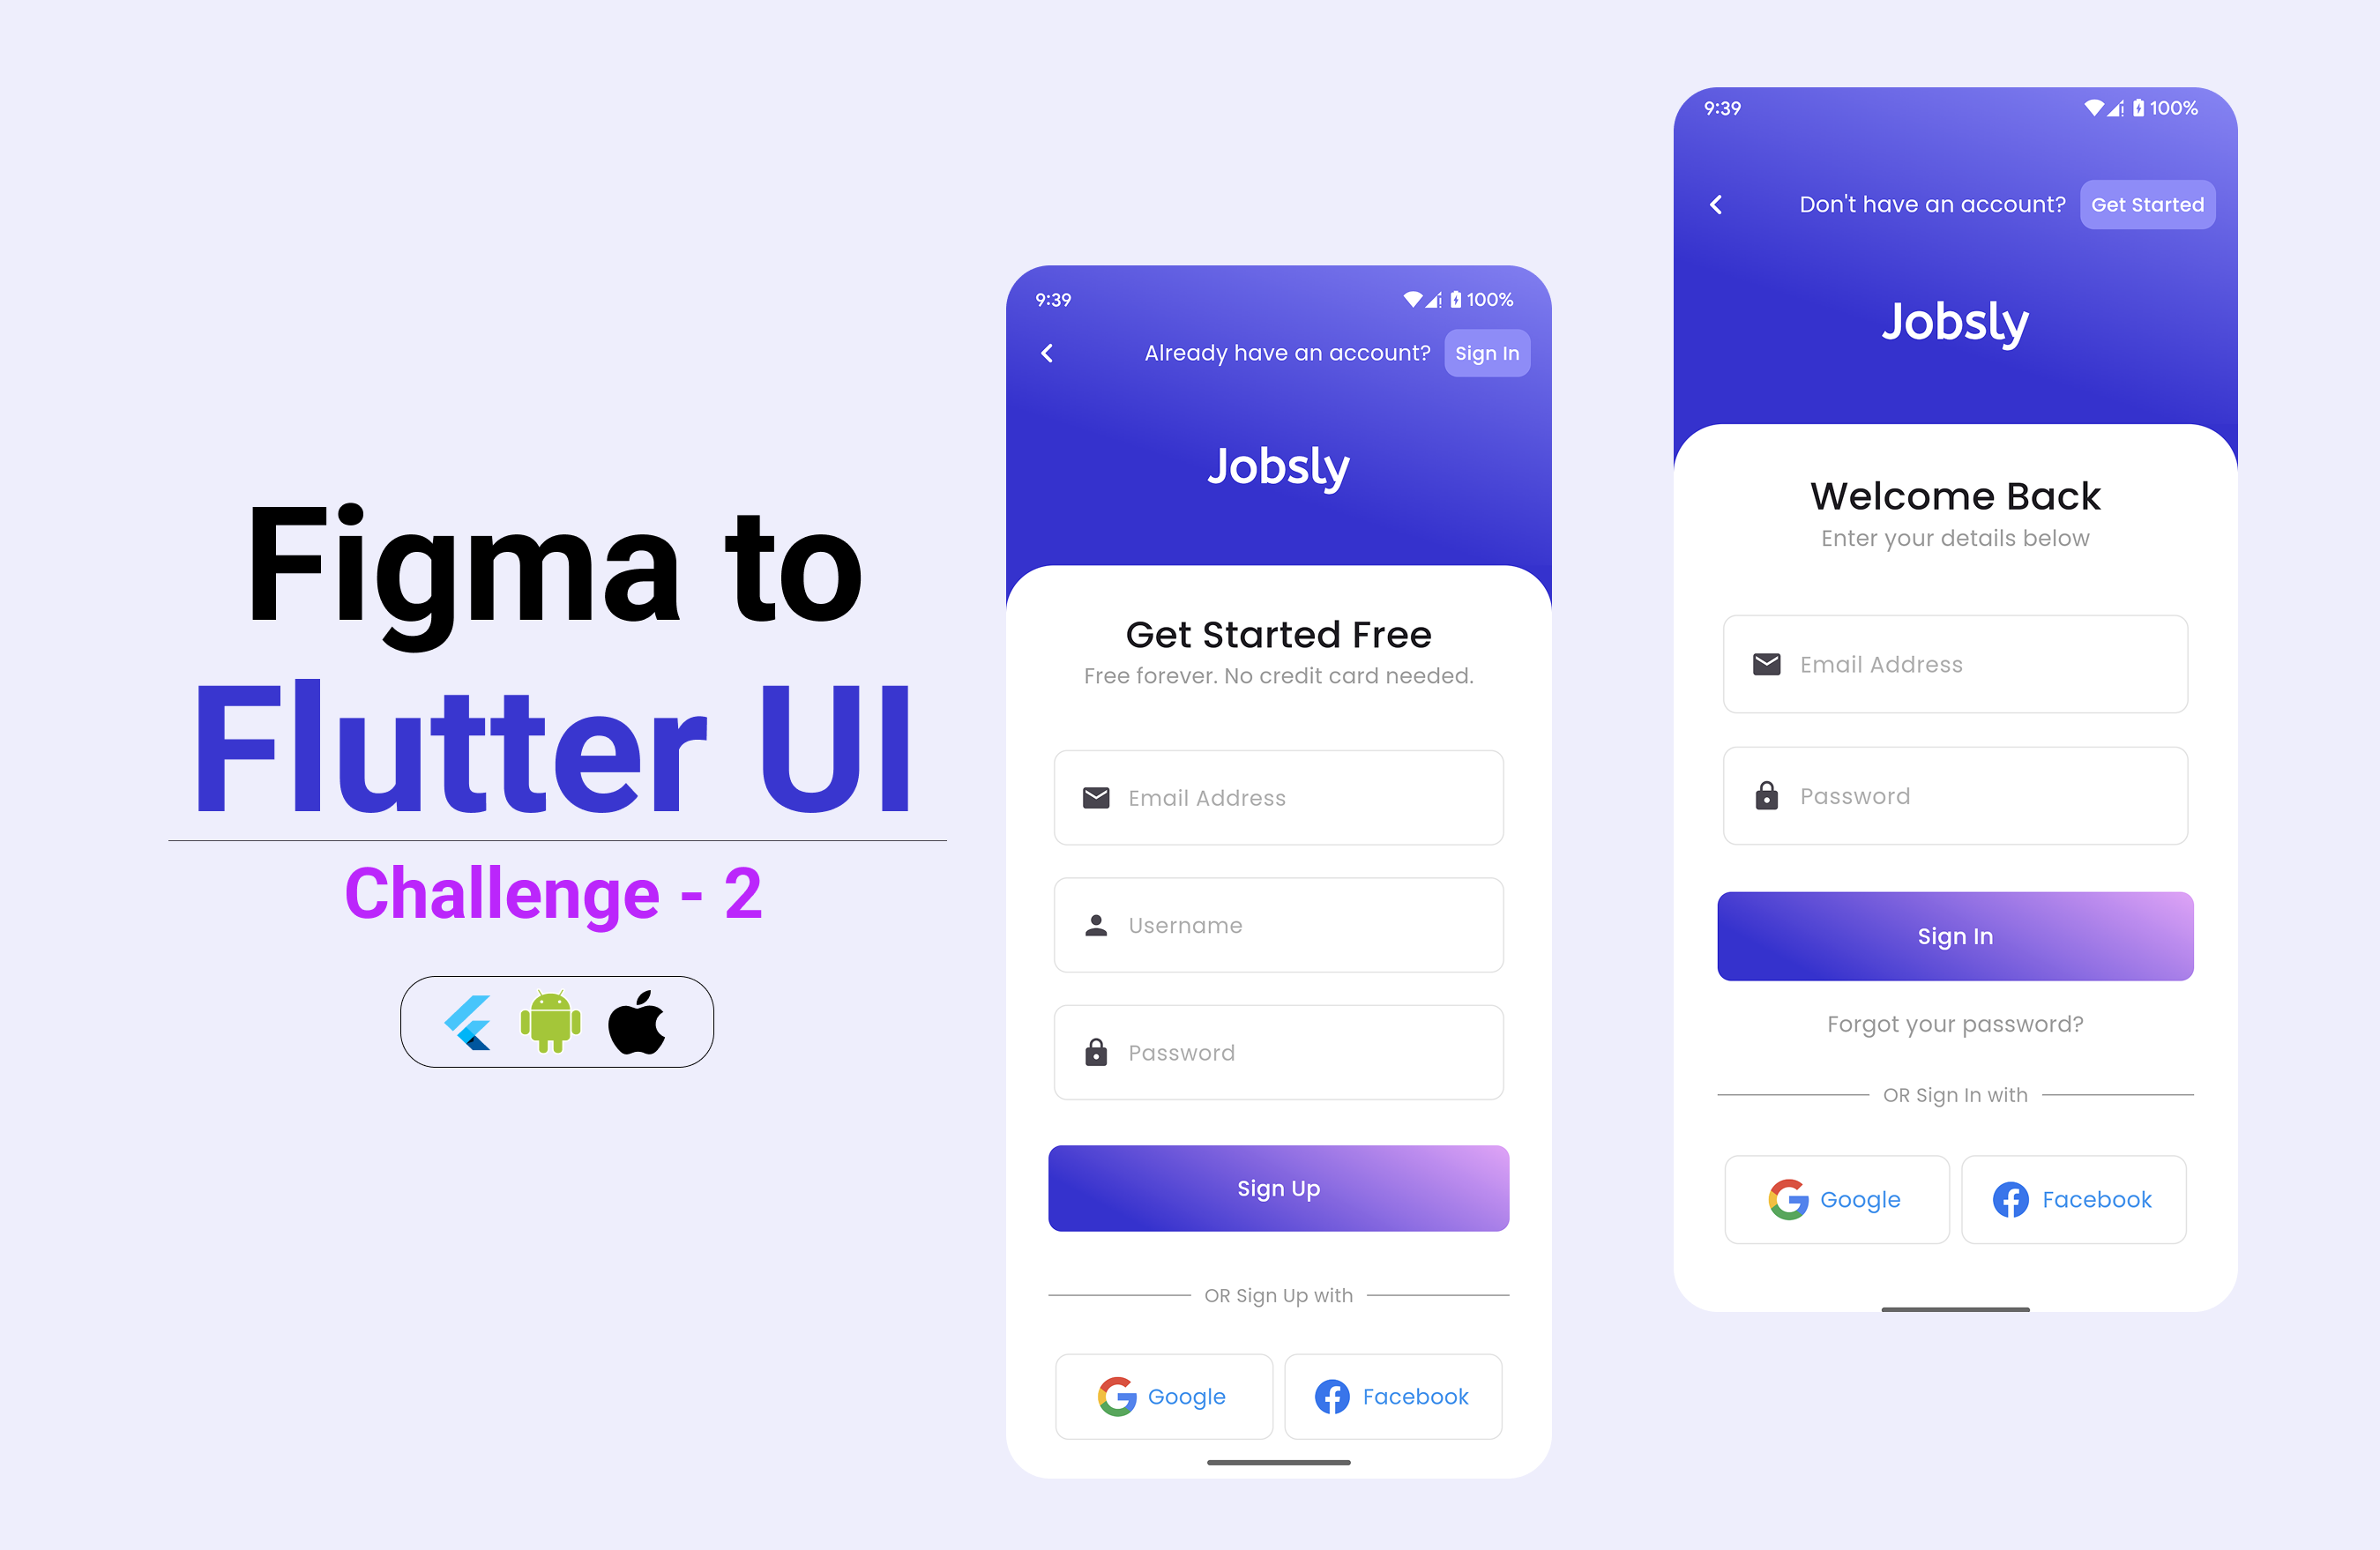 Figma to
Flutter UI
Challenge - 2
9:39 100%
Already have an account? Sign In
Jobsly
Get Started Free
Free forever. No credit card needed.
Email Address
Username
Password
Sign Up
OR Sign Up with
Google Facebook
9:39 100%
Don't have an account? Get Started
Jobsly
Welcome Back
Enter your details below
Email Address
Password
Sign In
Forgot your password?
OR Sign In with
Google Facebook